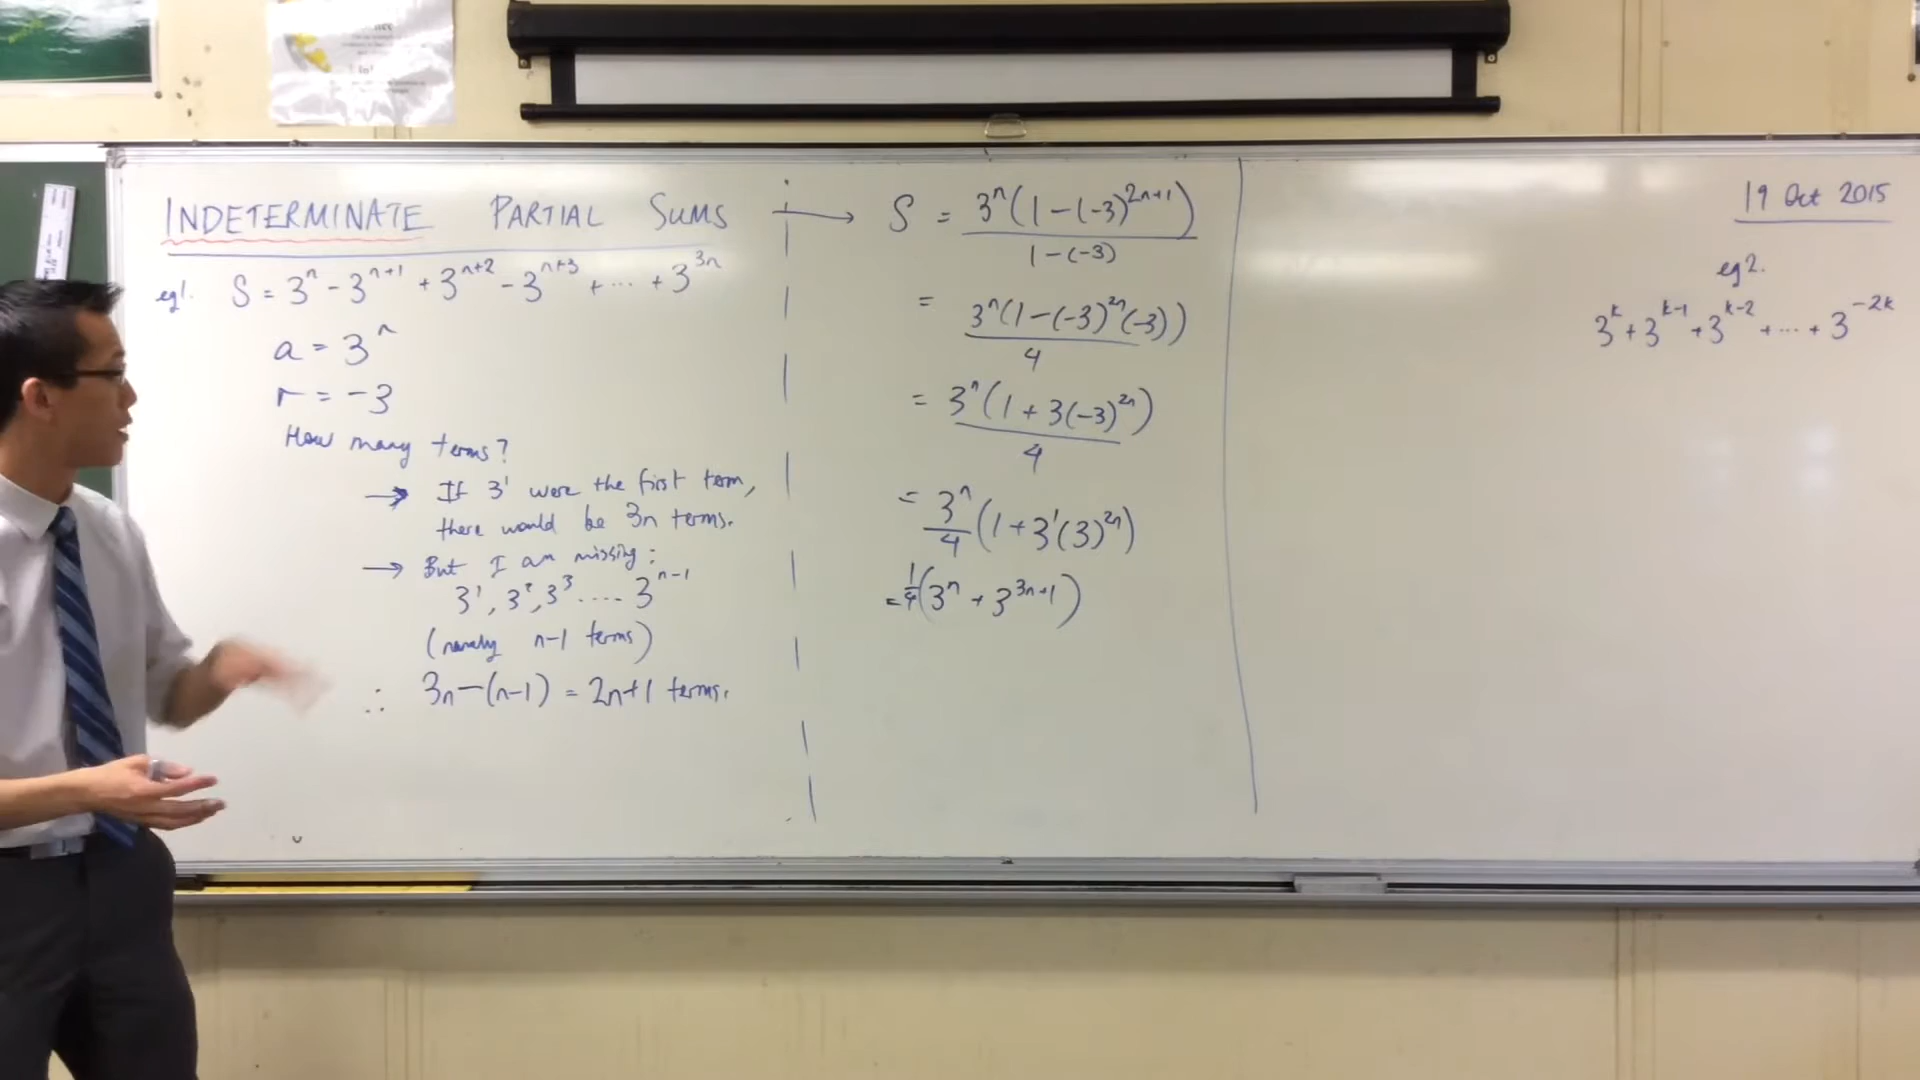 INDETERMINATE PARTIAL SUMS
eg1. S = 3^n - 3^{n+1} + 3^{n+2} - 3^{n+3} + ... + 3^{3n}
a = 3^n
r = -3
How many terms?
→ If 3^1 were the first term,
there would be 3n terms.
→ But I am missing:
3^1, 3^2, 3^3 .... 3^{n-1}
(namely n-1 terms)
∴ 3n-(n-1) = 2n+1 terms.
→ S = 3^n(1-(-3)^{2n+1}) / 1-(-3)
= 3^n(1-(-3)^{2n}(-3)) / 4
= 3^n(1+3(-3)^{2n}) / 4
= 3^n/4 (1+3^1(3)^{2n})
= 1/4 (3^n + 3^{3n+1})
19 Oct 2015
eg2.
3^k + 3^{k-1} + 3^{k-2} + ... + 3^{-2k}